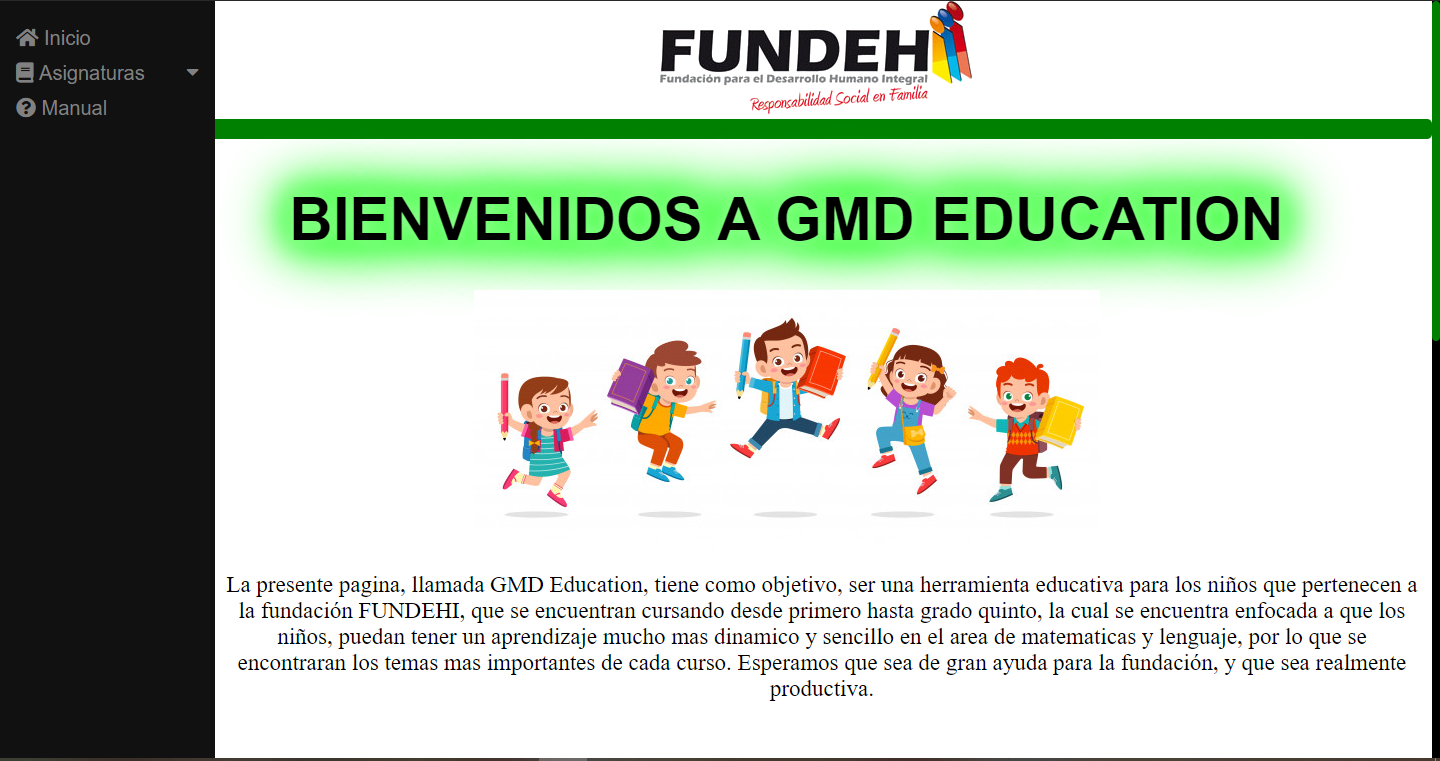 Inicio
Asignaturas
Manual
FUNDEHI
Fundación para el Desarrollo Humano Integral
Responsabilidad Social en Familia
BIENVENIDOS A GMD EDUCATION
La presente pagina, llamada GMD Education, tiene como objetivo, ser una herramienta educativa para los niños que pertenecen a
la fundación FUNDEHI, que se encuentran cursando desde primero hasta grado quinto, la cual se encuentra enfocada a que los
niños, puedan tener un aprendizaje mucho mas dinamico y sencillo en el area de matematicas y lenguaje, por lo que se
encontraran los temas mas importantes de cada curso. Esperamos que sea de gran ayuda para la fundación, y que sea realmente
productiva.